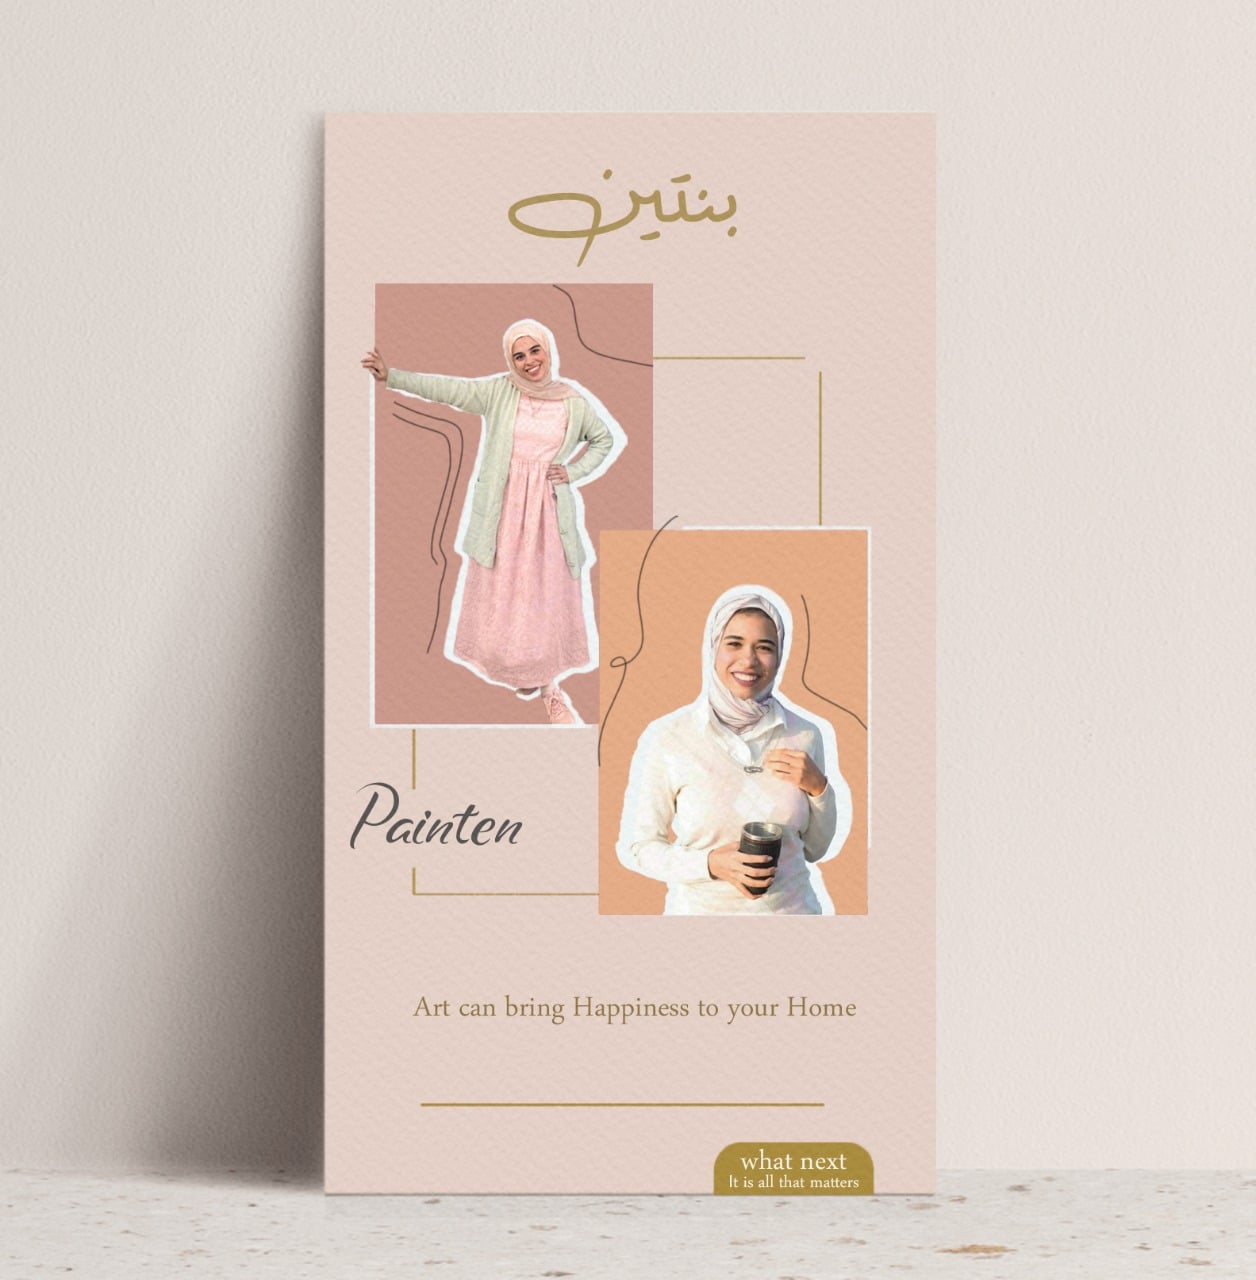 بنتين
Painten
Art can bring Happiness to your Home
what next
It is all that matters